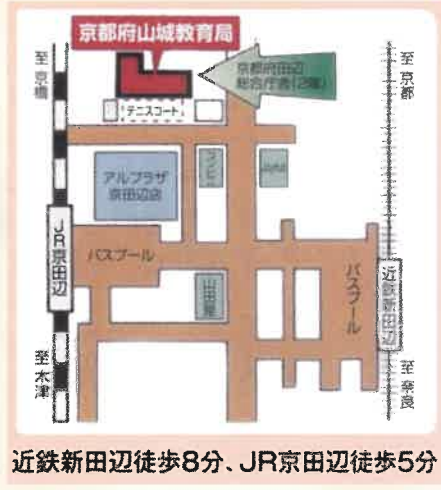 京都府山城教育局
至京橋
京都府田辺
総合庁舎(2階)
至京都
テニスコート
コンビニ
アルプラザ
京田辺店
JR京田辺
バスプール
山田屋
バスプール
近鉄新田辺
至木津
至奈良
近鉄新田辺徒歩8分、JR京田辺徒歩5分